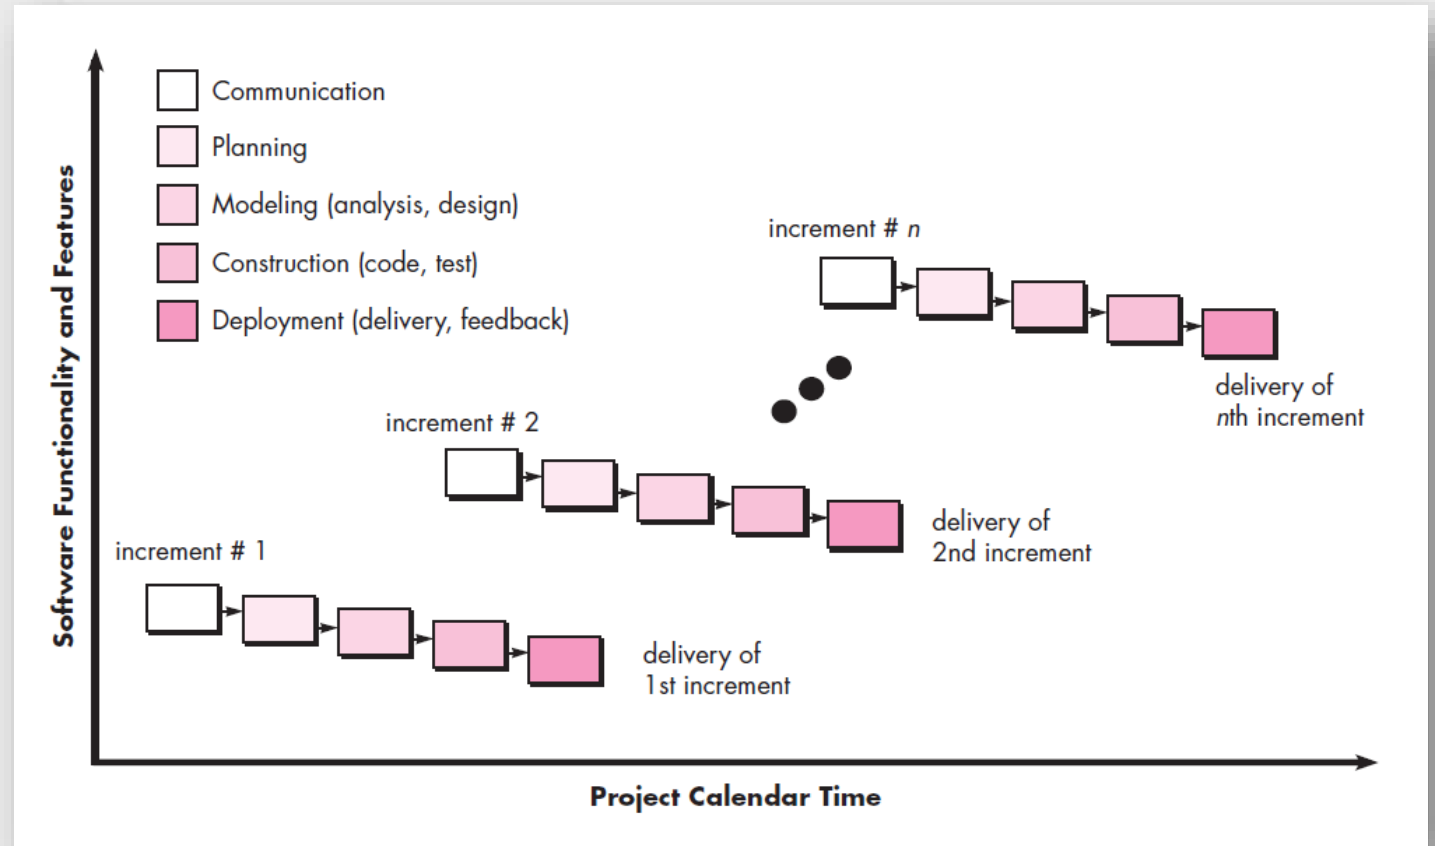 Communication
Planning
Modeling (analysis, design)
Construction (code, test)
Deployment (delivery, feedback)
Software Functionality and Features
increment # n
delivery of
nth increment
increment # 2
delivery of
2nd increment
increment # 1
delivery of
1st increment
Project Calendar Time